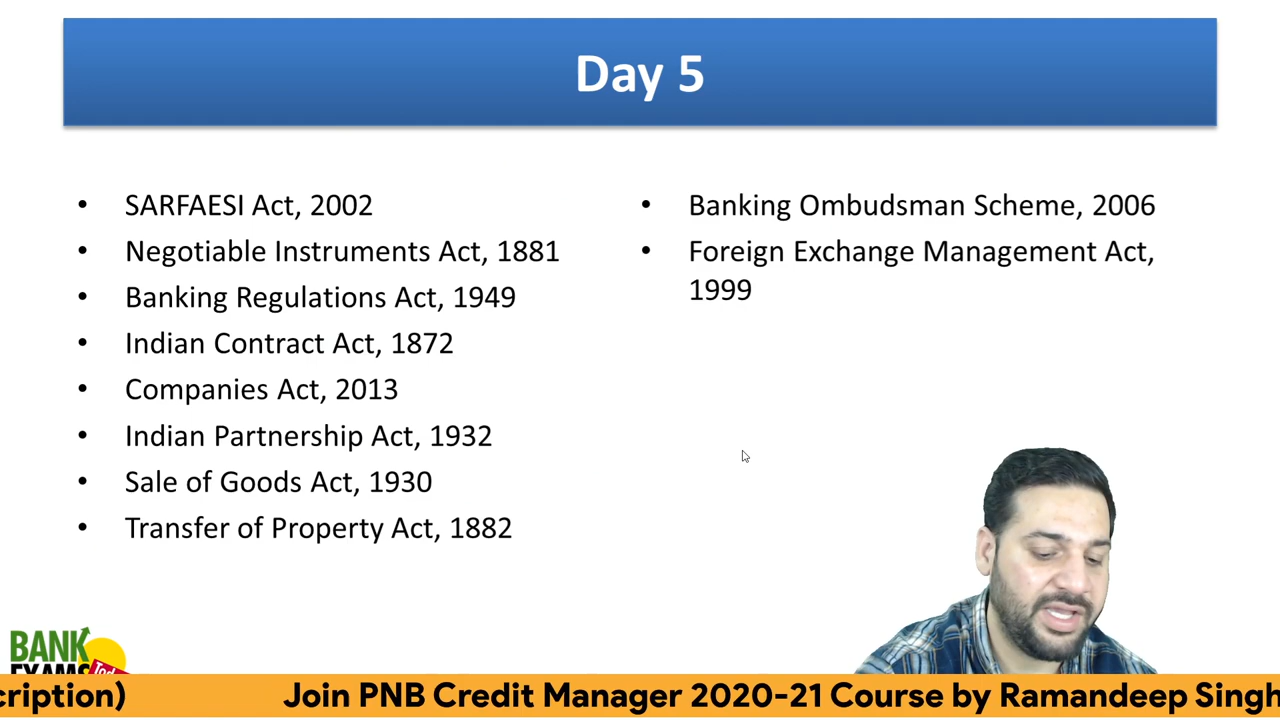 Day 5
• SARFAESI Act, 2002
• Negotiable Instruments Act, 1881
• Banking Regulations Act, 1949
• Indian Contract Act, 1872
• Companies Act, 2013
• Indian Partnership Act, 1932
• Sale of Goods Act, 1930
• Transfer of Property Act, 1882
• Banking Ombudsman Scheme, 2006
• Foreign Exchange Management Act,
1999
BANK
EXAMS
Tod
cription) Join PNB Credit Manager 2020-21 Course by Ramandeep Singh